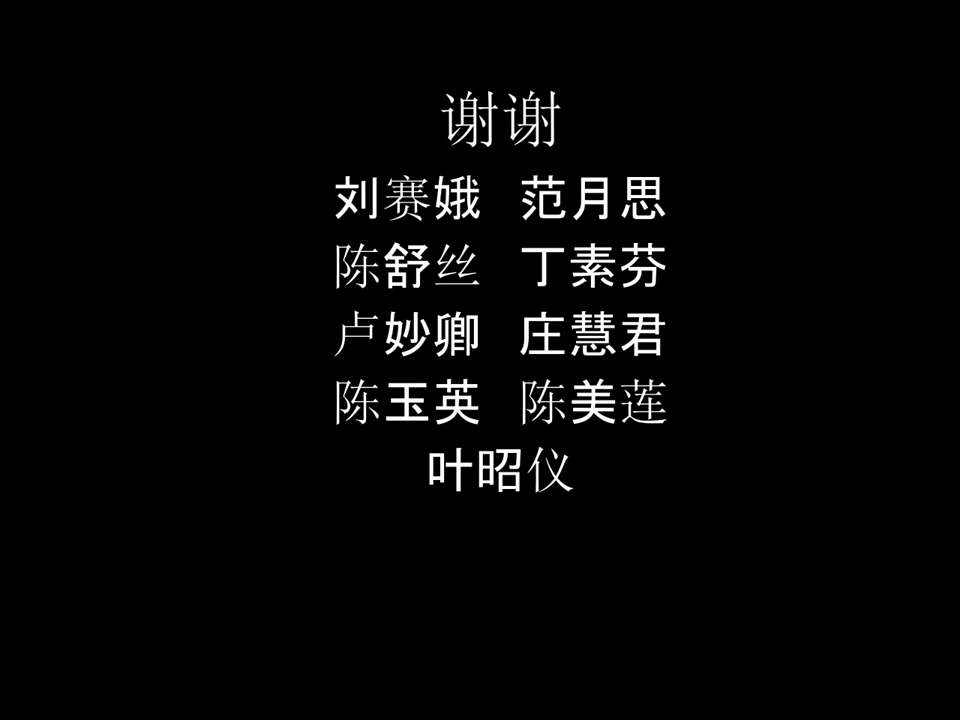 谢谢
刘赛娥 范月思
陈舒丝 丁素芬
卢妙卿 庄慧君
陈玉英 陈美莲
叶昭仪